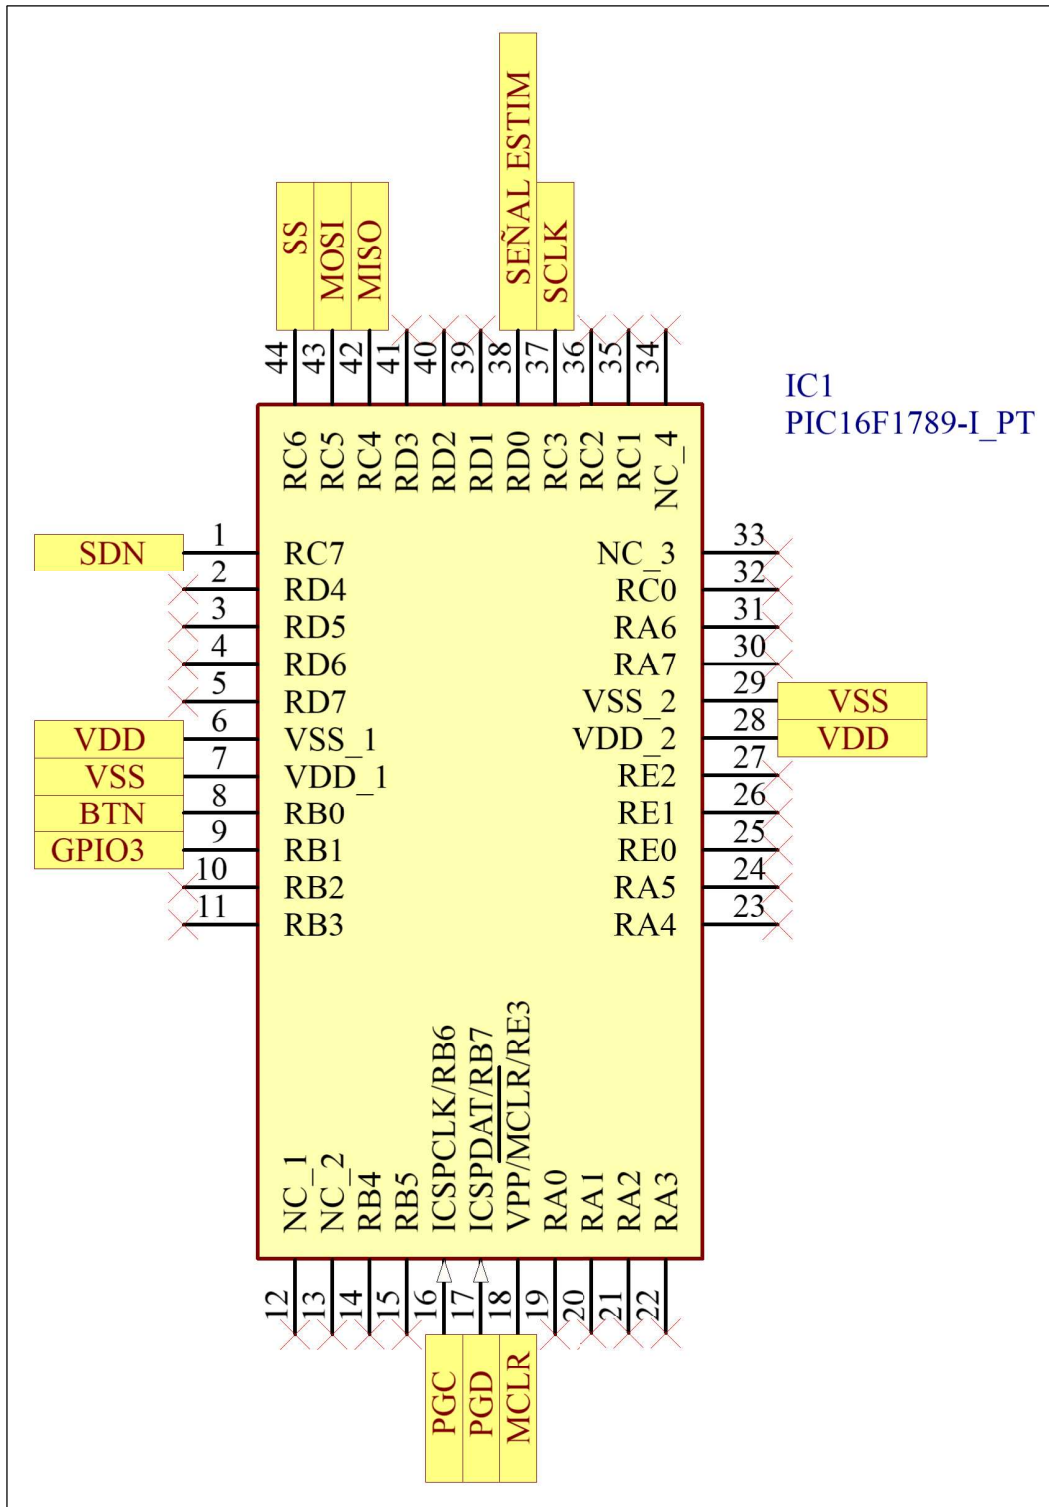 SEÑAL ESTIM
SS
MOSI
MISO
SCLK
44
43
42
41
40
39
38
37
36
35
34
IC1
PIC16F1789-I_PT
RC6
RC5
RC4
RD3
RD2
RD1
RD0
RC3
RC2
RC1
NC_4
SDN 1 RC7
2 RD4
3 RD5
4 RD6
5 RD7
VDD 6 VSS_1
VSS 7 VDD_1
BTN 8 RB0
GPIO3 9 RB1
10 RB2
11 RB3
NC_3 33
RC0 32
RA6 31
RA7 30
VSS_2 29 VSS
VDD_2 28 VDD
RE2 27
RE1 26
RE0 25
RA5 24
RA4 23
NC_1
NC_2
RB4
RB5
ICSPCLK/RB6
ICSPDAT/RB7
VPP/MCLR/RE3
RA0
RA1
RA2
RA3
12
13
14
15
16
17
18
19
20
21
22
PGC
PGD
MCLR